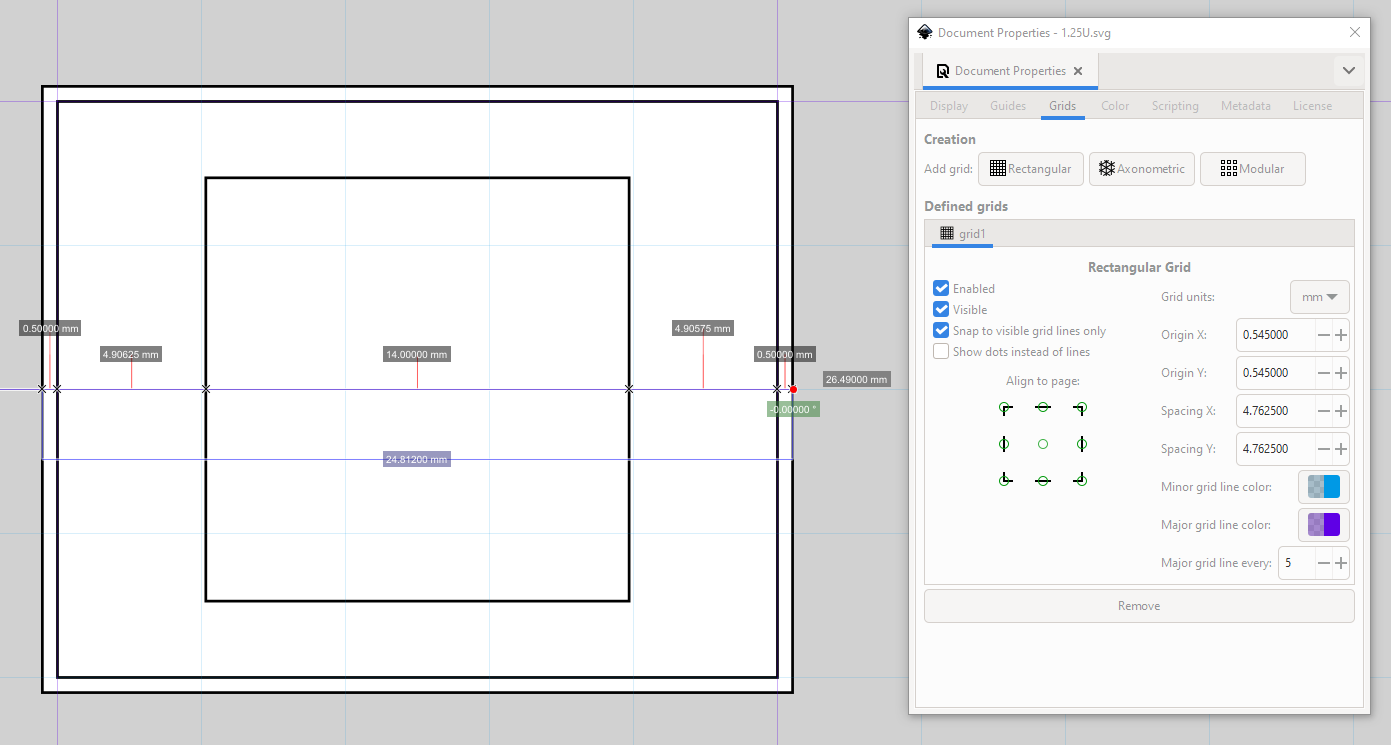 Document Properties - 1.25U.svg
Document Properties
Display Guides Grids Color Scripting Metadata License
Creation
Add grid: Rectangular Axonometric Modular
Defined grids
grid1
Rectangular Grid
Enabled
Visible
Snap to visible grid lines only
Show dots instead of lines
Align to page:
Grid units: mm
Origin X: 0.545000
Origin Y: 0.545000
Spacing X: 4.762500
Spacing Y: 4.762500
Minor grid line color:
Major grid line color:
Major grid line every: 5
Remove
0.50000 mm
4.90625 mm
14.00000 mm
4.90575 mm
0.50000 mm
26.49000 mm
-0.00000 °
24.81200 mm